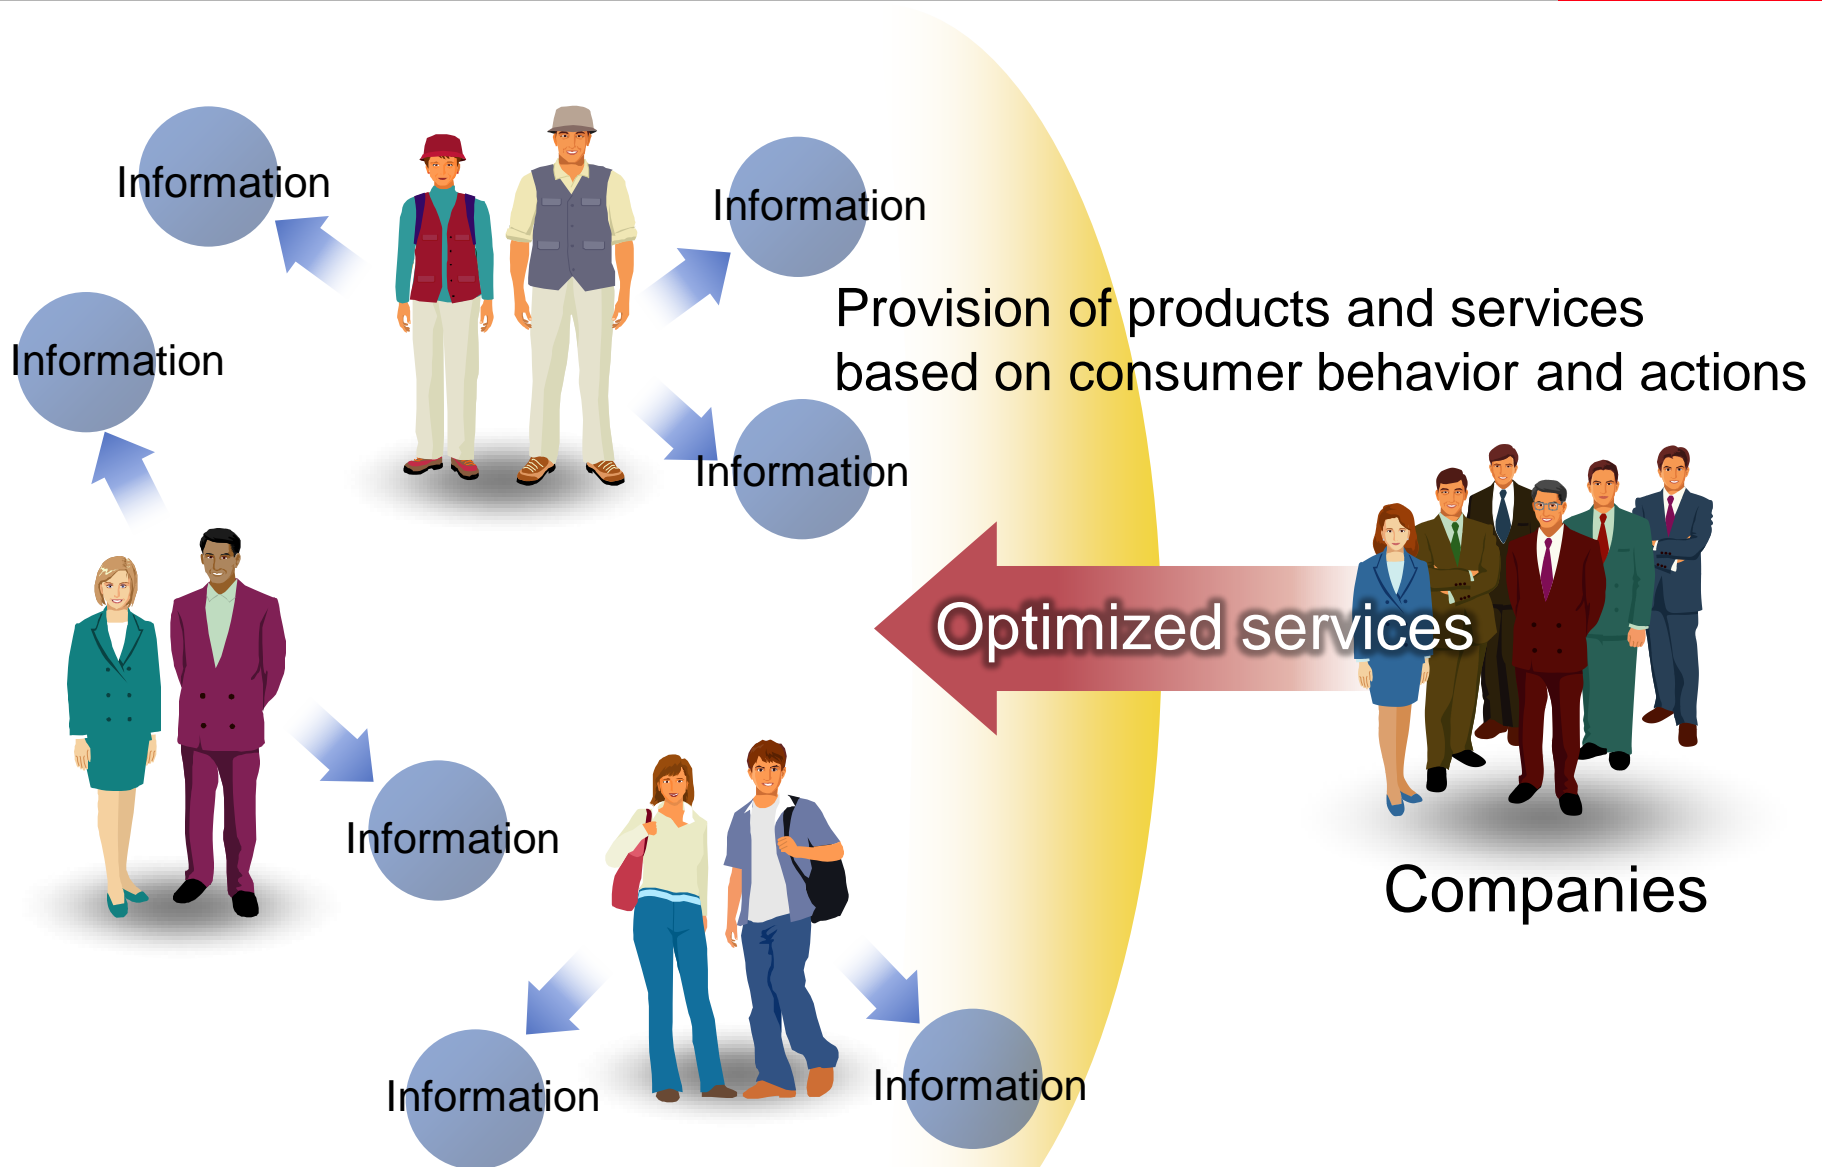 Information
Information
Provision of products and services
based on consumer behavior and actions
Information
Information
Optimized services
Information
Companies
Information
Information